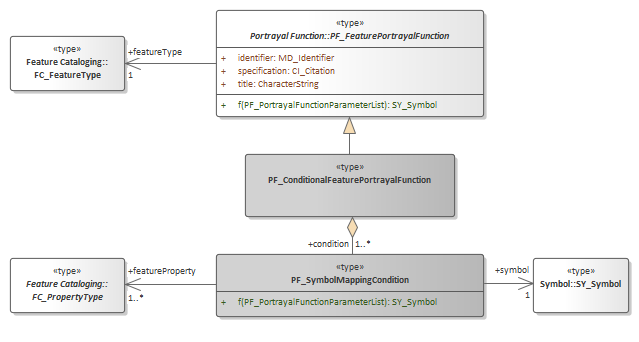 «type»
Portrayal Function::PF_FeaturePortrayalFunction
+ identifier: MD_Identifier
+ specification: CI_Citation
+ title: CharacterString
+ f(PF_PortrayalFunctionParameterList): SY_Symbol
«type»
Feature Cataloging::
FC_FeatureType
+featureType
1
«type»
PF_ConditionalFeaturePortrayalFunction
+condition 1..*
«type»
Feature Cataloging::
FC_PropertyType
+featureProperty
1..*
«type»
PF_SymbolMappingCondition
+ f(PF_PortrayalFunctionParameterList): SY_Symbol
+symbol
1
«type»
Symbol::SY_Symbol